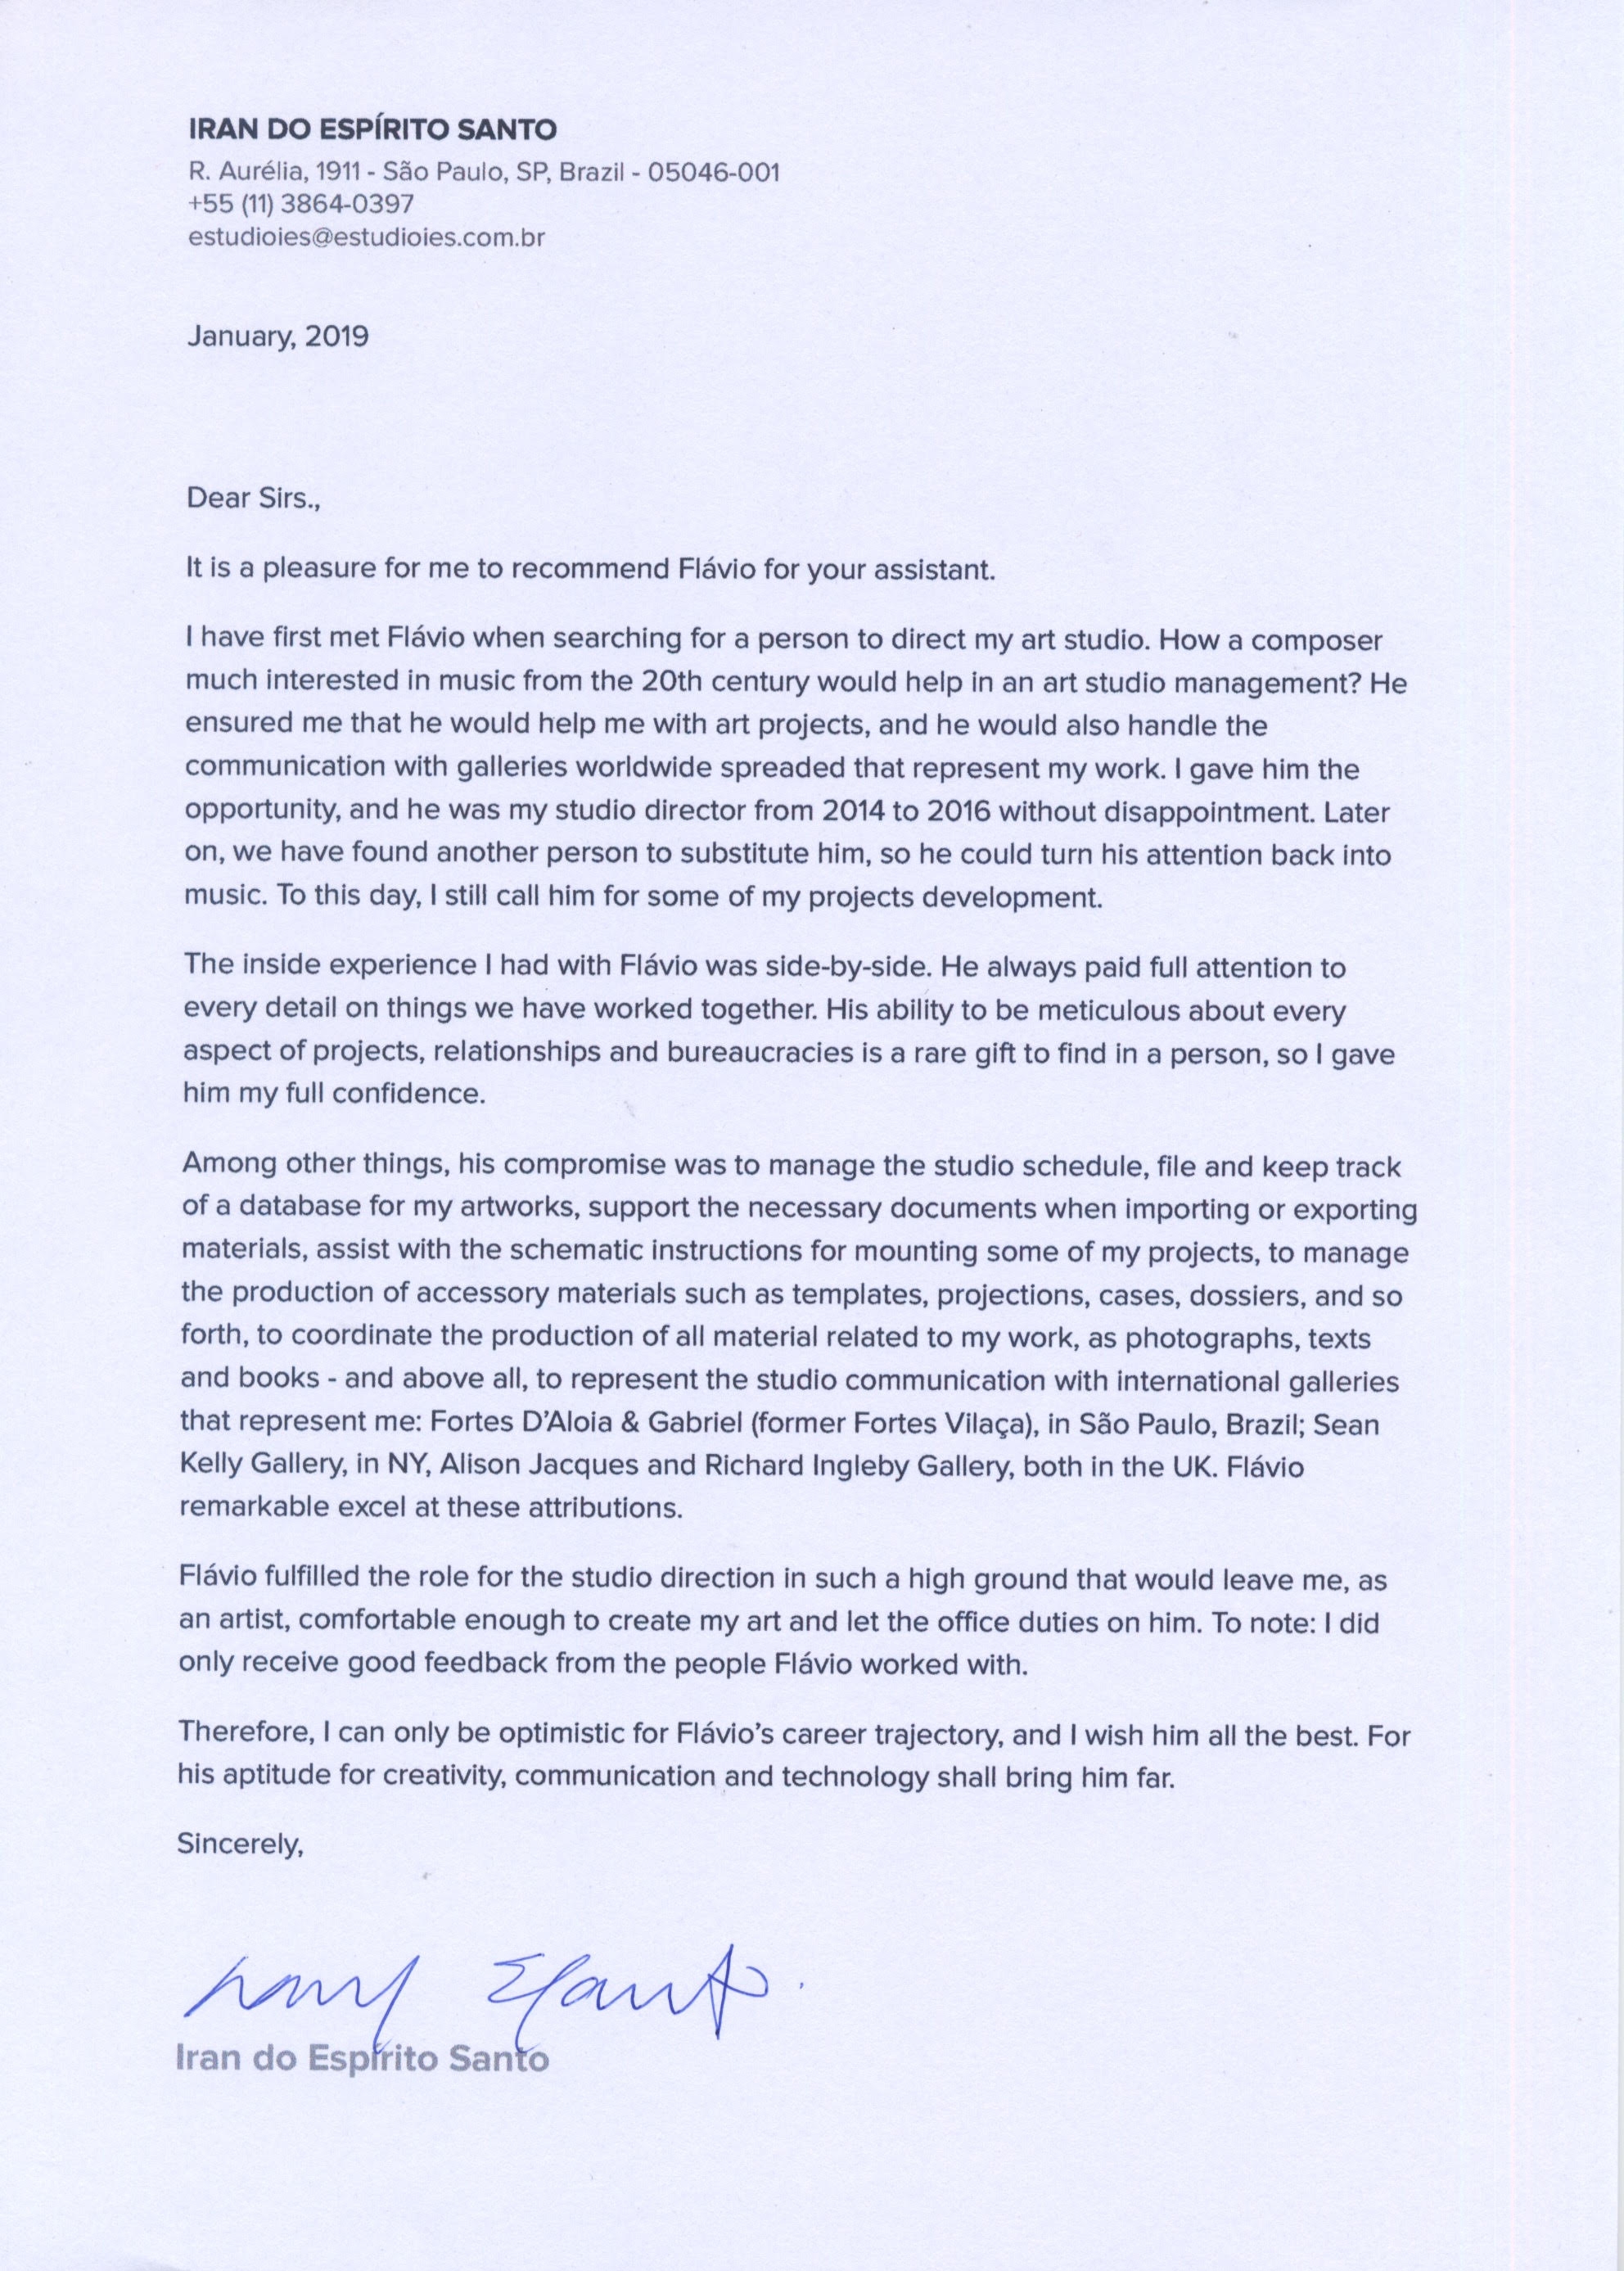 IRAN DO ESPÍRITO SANTO
R. Aurélia, 1911 - São Paulo, SP, Brazil - 05046-001
+55 (11) 3864-0397
estudioies@estudioies.com.br
January, 2019
Dear Sirs.,
It is a pleasure for me to recommend Flávio for your assistant.
I have first met Flávio when searching for a person to direct my art studio. How a composer
much interested in music from the 20th century would help in an art studio management? He
ensured me that he would help me with art projects, and he would also handle the
communication with galleries worldwide spreaded that represent my work. I gave him the
opportunity, and he was my studio director from 2014 to 2016 without disappointment. Later
on, we have found another person to substitute him, so he could turn his attention back into
music. To this day, I still call him for some of my projects development.
The inside experience I had with Flávio was side-by-side. He always paid full attention to
every detail on things we have worked together. His ability to be meticulous about every
aspect of projects, relationships and bureaucracies is a rare gift to find in a person, so I gave
him my full confidence.
Among other things, his compromise was to manage the studio schedule, file and keep track
of a database for my artworks, support the necessary documents when importing or exporting
materials, assist with the schematic instructions for mounting some of my projects, to manage
the production of accessory materials such as templates, projections, cases, dossiers, and so
forth, to coordinate the production of all material related to my work, as photographs, texts
and books - and above all, to represent the studio communication with international galleries
that represent me: Fortes D’Aloia & Gabriel (former Fortes Vilaça), in São Paulo, Brazil; Sean
Kelly Gallery, in NY, Alison Jacques and Richard Ingleby Gallery, both in the UK. Flávio
remarkable excel at these attributions.
Flávio fulfilled the role for the studio direction in such a high ground that would leave me, as
an artist, comfortable enough to create my art and let the office duties on him. To note: I did
only receive good feedback from the people Flávio worked with.
Therefore, I can only be optimistic for Flávio’s career trajectory, and I wish him all the best. For
his aptitude for creativity, communication and technology shall bring him far.
Sincerely,
Iran do Espírito Santo